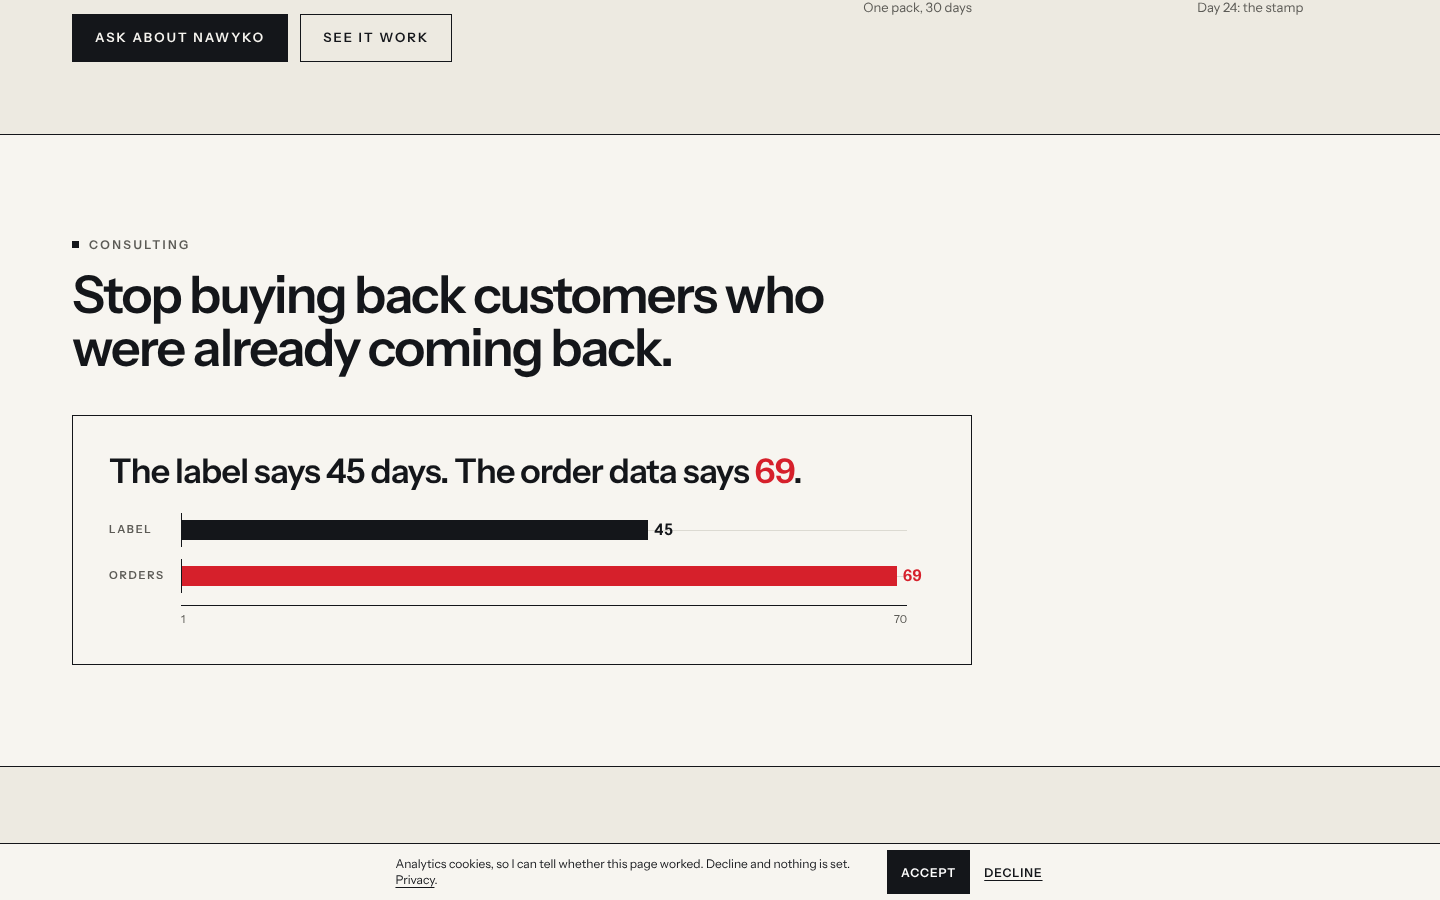 One pack, 30 days
Day 24: the stamp
ASK ABOUT NAWYKO
SEE IT WORK
CONSULTING
Stop buying back customers who
were already coming back.
The label says 45 days. The order data says 69.
LABEL
45
ORDERS
69
1
70
Analytics cookies, so I can tell whether this page worked. Decline and nothing is set.
Privacy.
ACCEPT
DECLINE